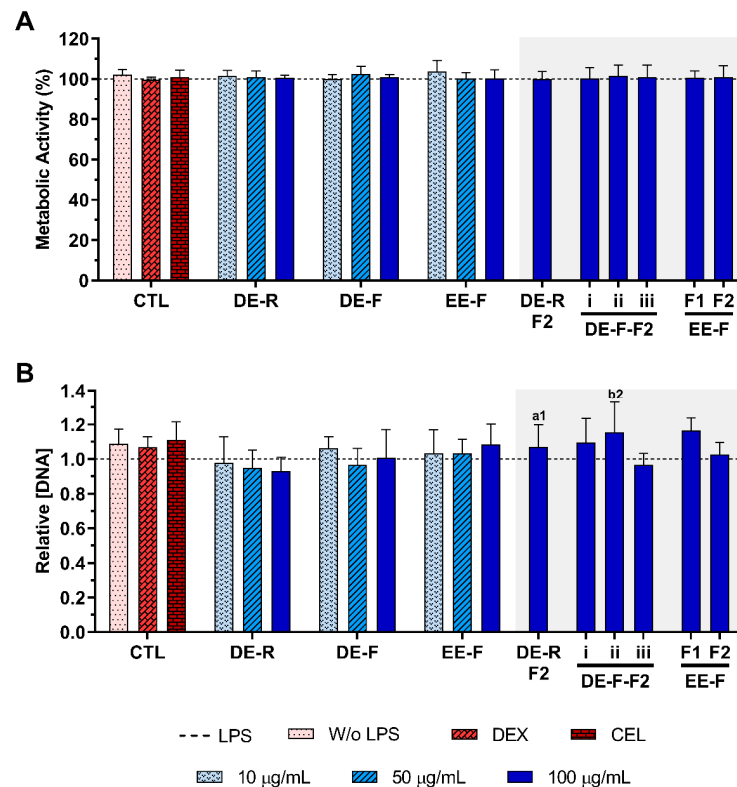 A
Metabolic Activity (%)
120
100
80
60
40
20
0
CTL DE-R DE-F EE-F DE-R F2 i ii iii F1 F2
DE-F-F2 EE-F
B
Relative [DNA]
1.4
1.2
1.0
0.8
0.6
0.4
0.2
0.0
a1 b2
CTL DE-R DE-F EE-F DE-R F2 i ii iii F1 F2
DE-F-F2 EE-F
LPS W/o LPS DEX CEL
10 μg/mL 50 μg/mL 100 μg/mL